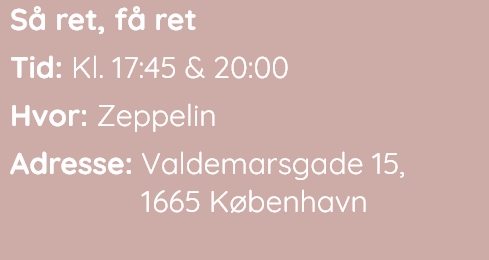 Så ret, få ret
Tid: Kl. 17:45 & 20:00
Hvor: Zeppelin
Adresse: Valdemarsgade 15,
1665 København